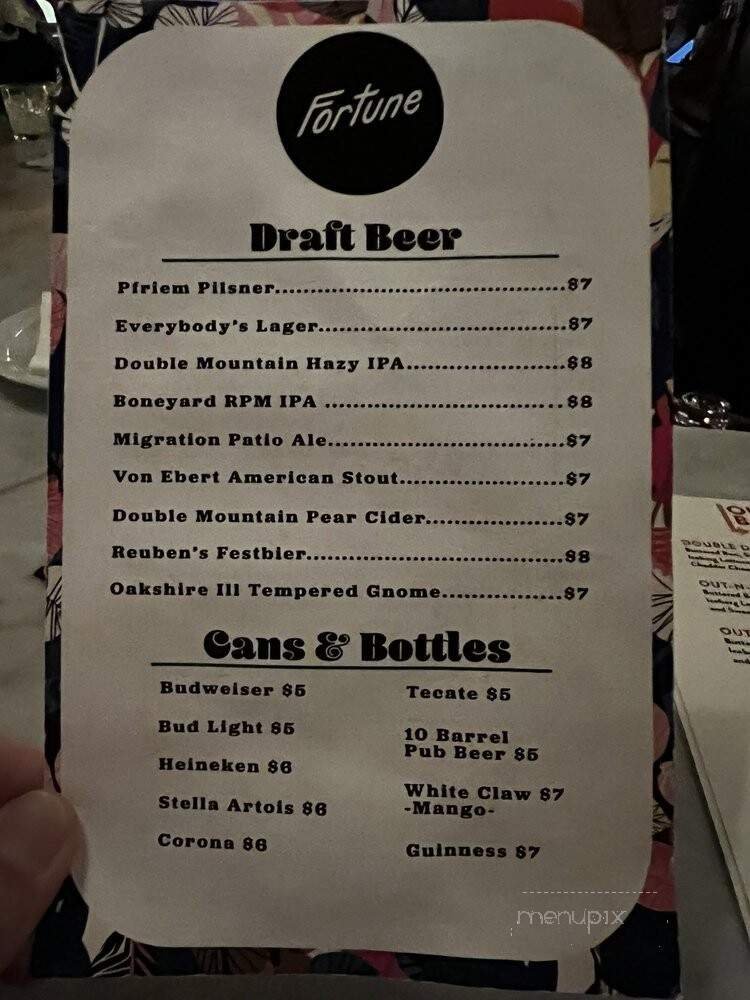 Fortune
Draft Beer
Pfriem Pilsner..................................................$7
Everybody's Lager...........................................$7
Double Mountain Hazy IPA...........................$8
Boneyard RPM IPA ..........................................$8
Migration Patio Ale.........................................$7
Von Ebert American Stout............................$7
Double Mountain Pear Cider........................$7
Reuben's Festbier.............................................$8
Oakshire Ill Tempered Gnome.....................$7
Cans & Bottles
Budweiser $5
Bud Light $5
Heineken $6
Stella Artois $6
Corona $6
Tecate $5
10 Barrel
Pub Beer $5
White Claw $7
-Mango-
Guinness $7
menupix
DOUBLE
OUT-N
OUT